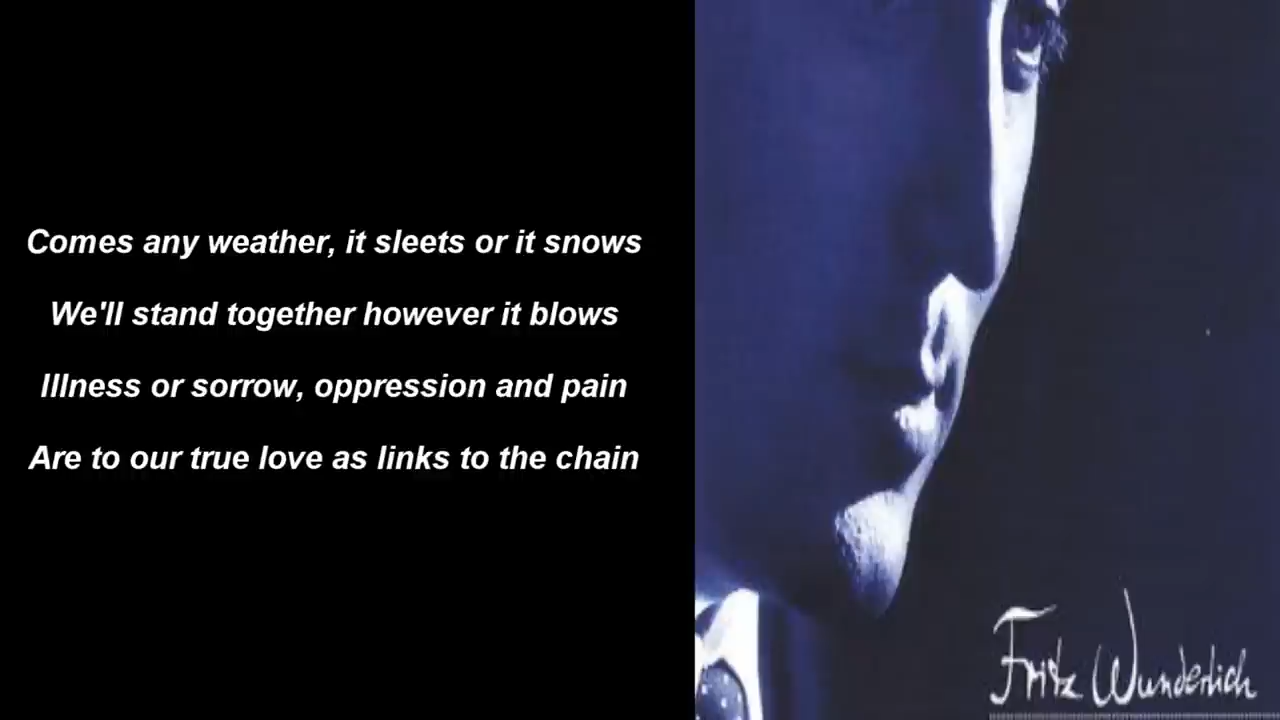 Comes any weather, it sleets or it snows
We'll stand together however it blows
Illness or sorrow, oppression and pain
Are to our true love as links to the chain
Fritz Wunderlich